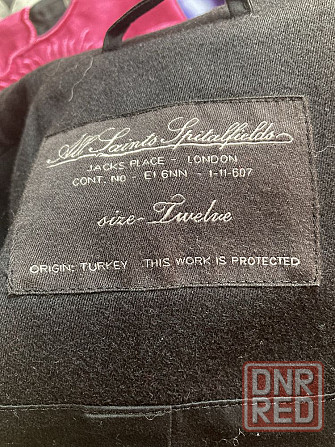 All Saints Spitalfields
JACKS PLACE - LONDON
CONT. NO E1 6NN - 1-11-607
size-Twelve
ORIGIN: TURKEY THIS WORK IS PROTECTED
DNR
RED